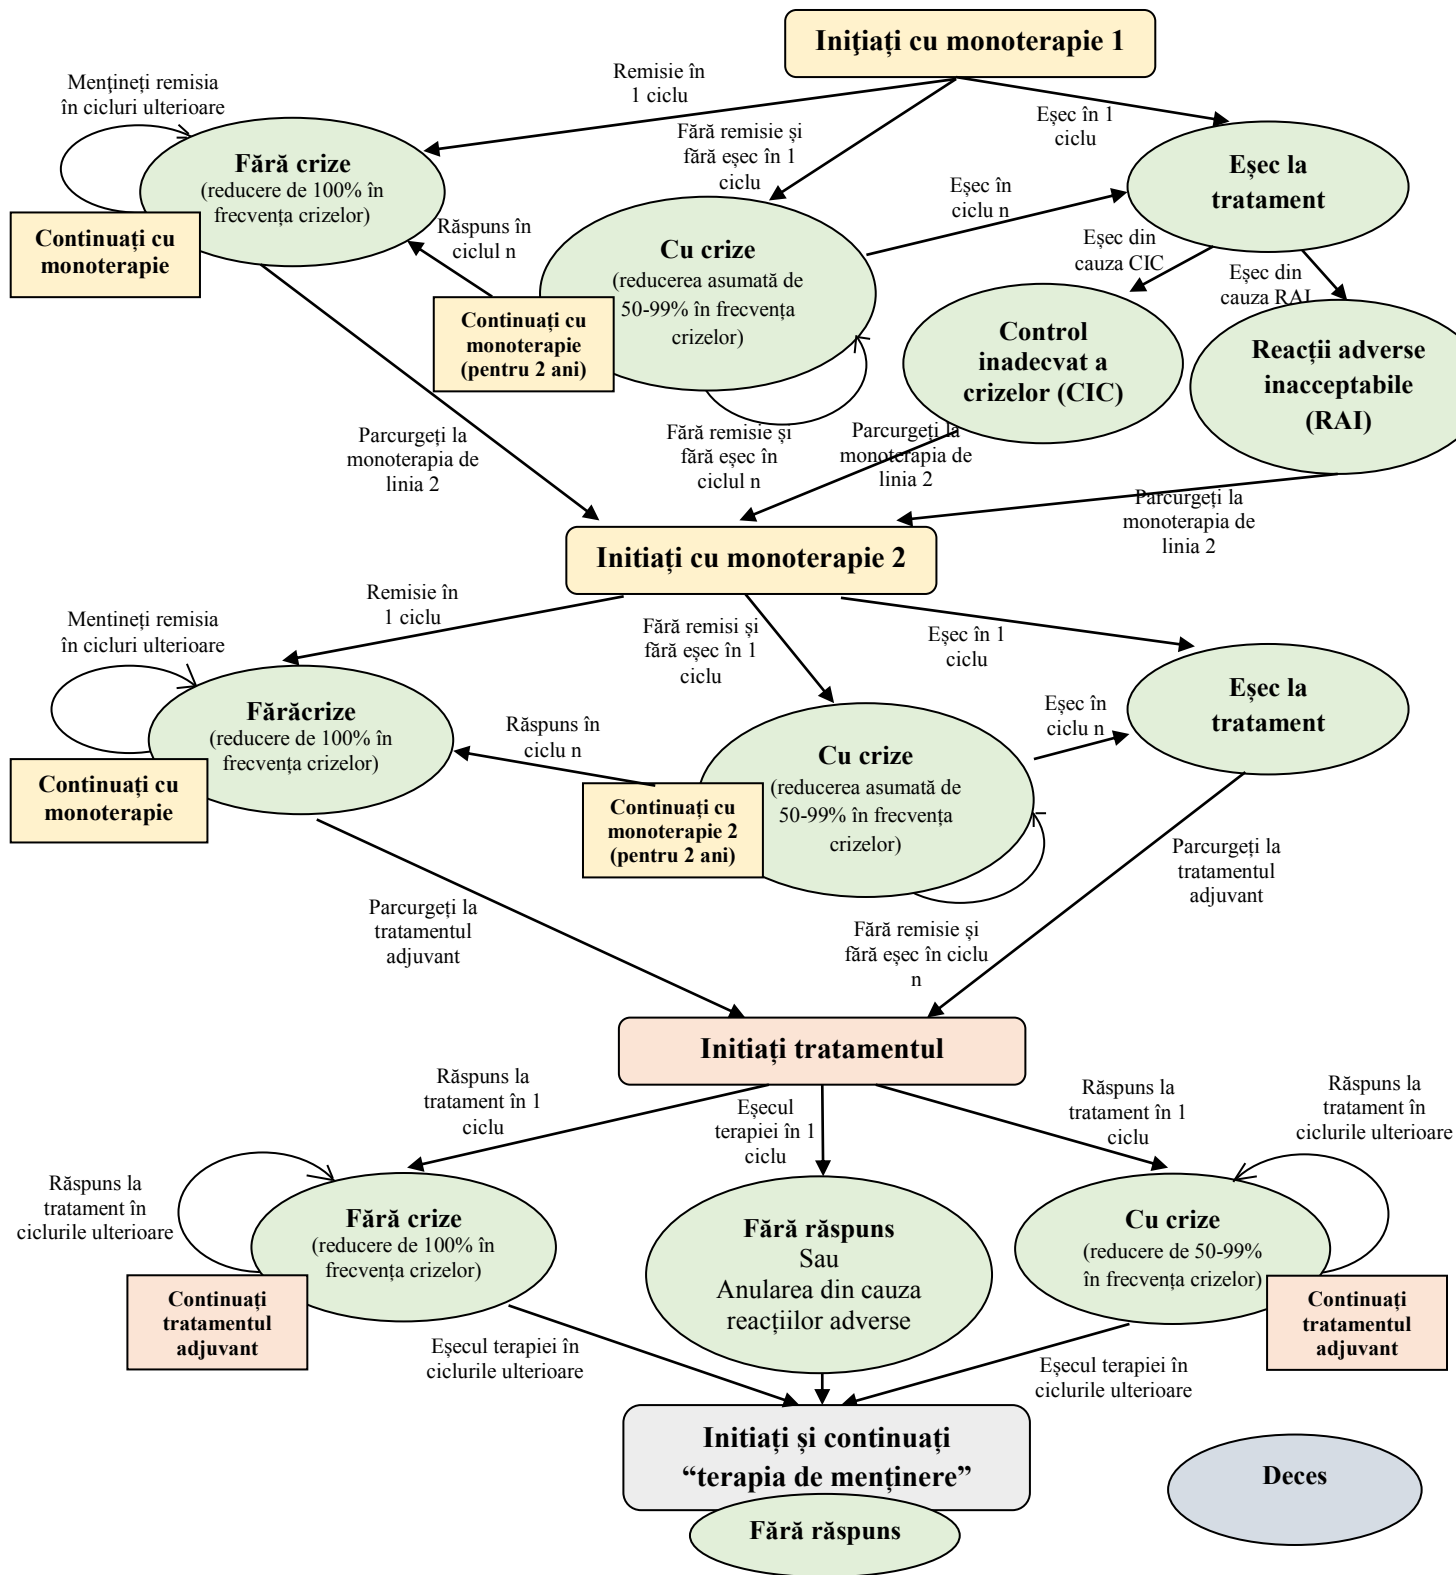 Iniţiați cu monoterapie 1
Remisie în
1 ciclu
Menţineți remisia
în cicluri ulterioare
Fără remisie și
fără eșec în 1
ciclu
Eșec în 1
ciclu
Fără crize
(reducere de 100% în
frecvența crizelor)
Continuați cu
monoterapie
Răspuns în
ciclul n
Cu crize
(reducerea asumată de
50-99% în frecvența
crizelor)
Continuați cu
monoterapie
(pentru 2 ani)
Eșec în
ciclu n
Eșec la
tratament
Eșec din
cauza CIC
Eșec din
cauza RAI
Control
inadecvat a
crizelor (CIC)
Reacții adverse
inacceptabile
(RAI)
Parcurgeți la
monoterapia de
linia 2
Fără remisie și
fără eșec în
ciclul n
Parcurgeți la
monoterapia de
linia 2
Parcurgeți la
monoterapia de
linia 2
Initiați cu monoterapie 2
Remisie în
1 ciclu
Mentineți remisia
în cicluri ulterioare
Fără remisi și
fără eșec în 1
ciclu
Eșec în 1
ciclu
Fărăcrize
(reducere de 100% în
frecvența crizelor)
Continuați cu
monoterapie
Răspuns în
ciclu n
Cu crize
(reducerea asumată de
50-99% în frecvența
crizelor)
Continuați cu
monoterapie 2
(pentru 2 ani)
Eșec în
ciclu n
Eșec la
tratament
Parcurgeți la
tratamentul
adjuvant
Fără remisie și
fără eșec în ciclu
n
Parcurgeți la
tratamentul
adjuvant
Initiați tratamentul
Răspuns la
tratament în 1
ciclu
Eșecul
terapiei în 1
ciclu
Răspuns la
tratament în 1
ciclu
Răspuns la
tratament în
ciclurile ulterioare
Răspuns la
tratament în
ciclurile ulterioare
Fără crize
(reducere de 100% în
frecvența crizelor)
Continuați
tratamentul
adjuvant
Fără răspuns
Sau
Anularea din cauza
reacțiilor adverse
Cu crize
(reducere de 50-99%
în frecvența crizelor)
Continuați
tratamentul
adjuvant
Eșecul terapiei în
ciclurile ulterioare
Eșecul terapiei în
ciclurile ulterioare
Initiați și continuați
“terapia de menținere”
Fără răspuns
Deces